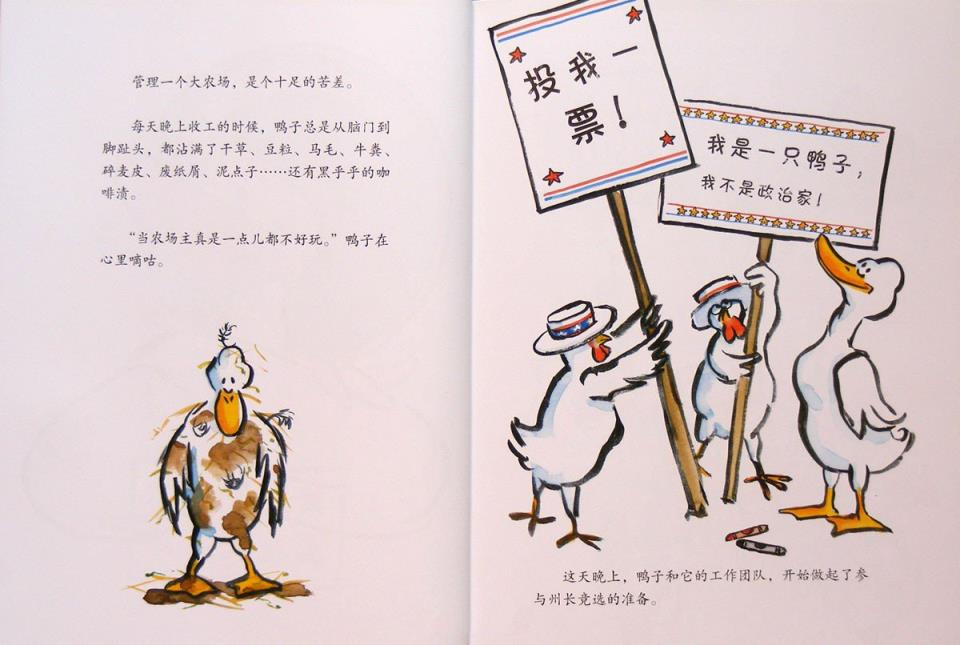 管理一个大农场，是个十足的苦差。
每天晚上收工的时候，鸭子总是从脑门到
脚趾头，都沾满了干草、豆粒、马毛、牛粪、
碎麦皮、废纸屑、泥点子……还有黑乎乎的咖
啡渍。
“当农场主真是一点儿都不好玩。”鸭子在
心里嘀咕。
投我一
票！
我是一只鸭子，
我不是政治家！
这天晚上，鸭子和它的工作团队，开始做起了参
与州长竞选的准备。